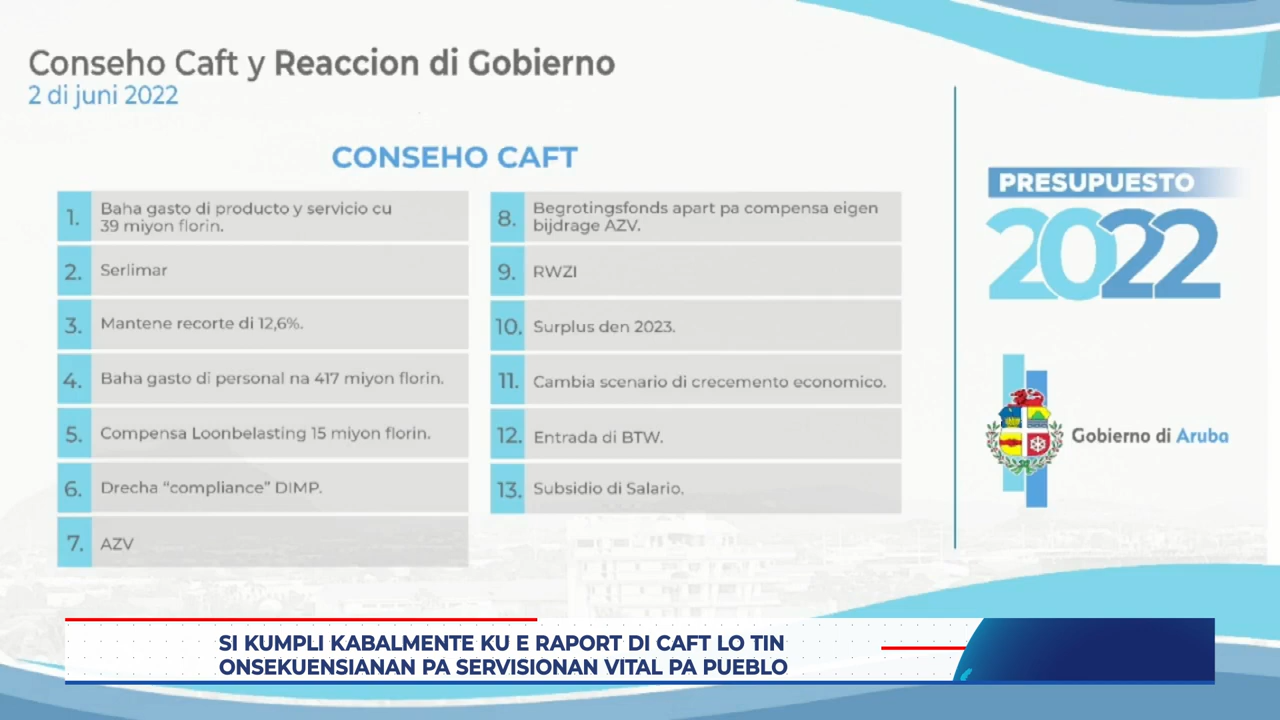 Conseho Caft y Reaccion di Gobierno
2 di juni 2022
CONSEHO CAFT
1. Baha gasto di producto y servicio cu
39 miyon florin.
2. Serlimar
3. Mantene recorte di 12,6%.
4. Baha gasto di personal na 417 miyon florin.
5. Compensa Loonbelasting 15 miyon florin.
6. Drecha “compliance” DIMP.
7. AZV
8. Begrotingsfonds apart pa compensa eigen
bijdrage AZV.
9. RWZI
10. Surplus den 2023.
11. Cambia scenario di crecemento economico.
12. Entrada di BTW.
13. Subsidio di Salario.
PRESUPUESTO
2022
Gobierno di Aruba
SI KUMPLI KABALMENTE KU E RAPORT DI CAFT LO TIN
ONSEKUENSIANAN PA SERVISIONAN VITAL PA PUEBLO